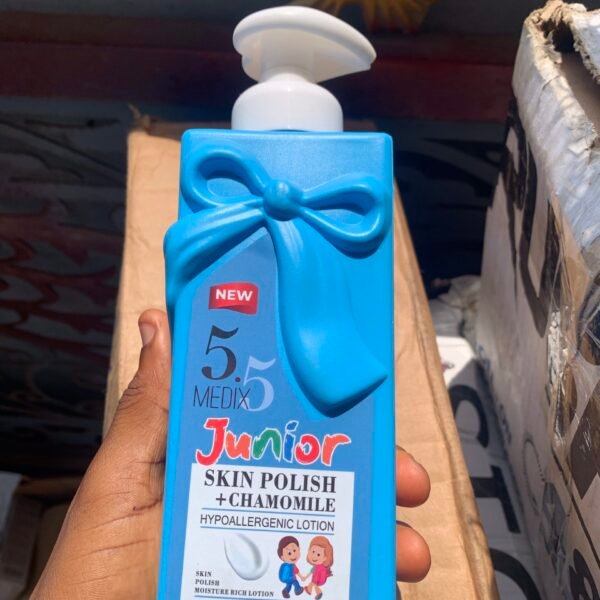 NEW
5.5
MEDIX
Junior
SKIN POLISH
+CHAMOMILE
HYPOALLERGENIC LOTION
SKIN
POLISH
MOISTURE RICH LOTION